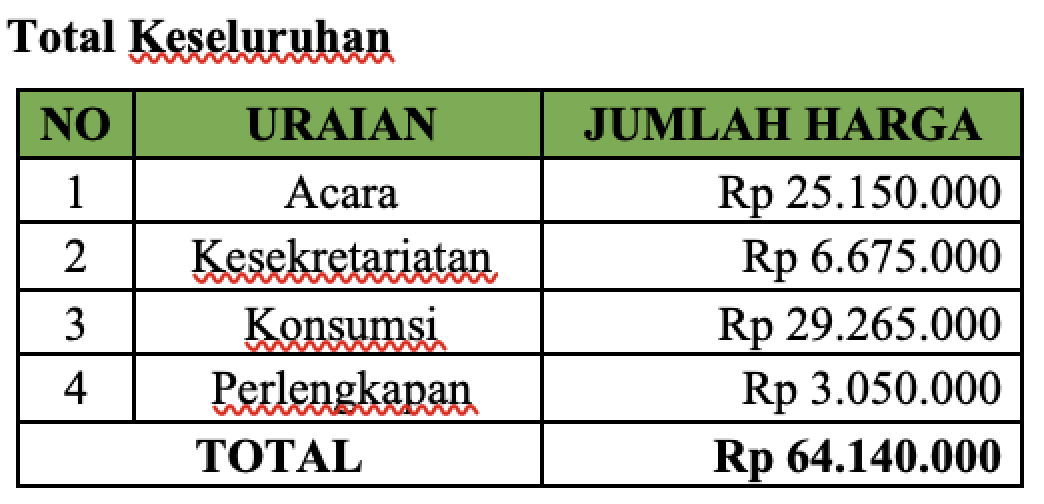 Total Keseluruhan
NO URAIAN JUMLAH HARGA
1 Acara Rp 25.150.000
2 Kesekretariatan Rp 6.675.000
3 Konsumsi Rp 29.265.000
4 Perlengkapan Rp 3.050.000
TOTAL Rp 64.140.000